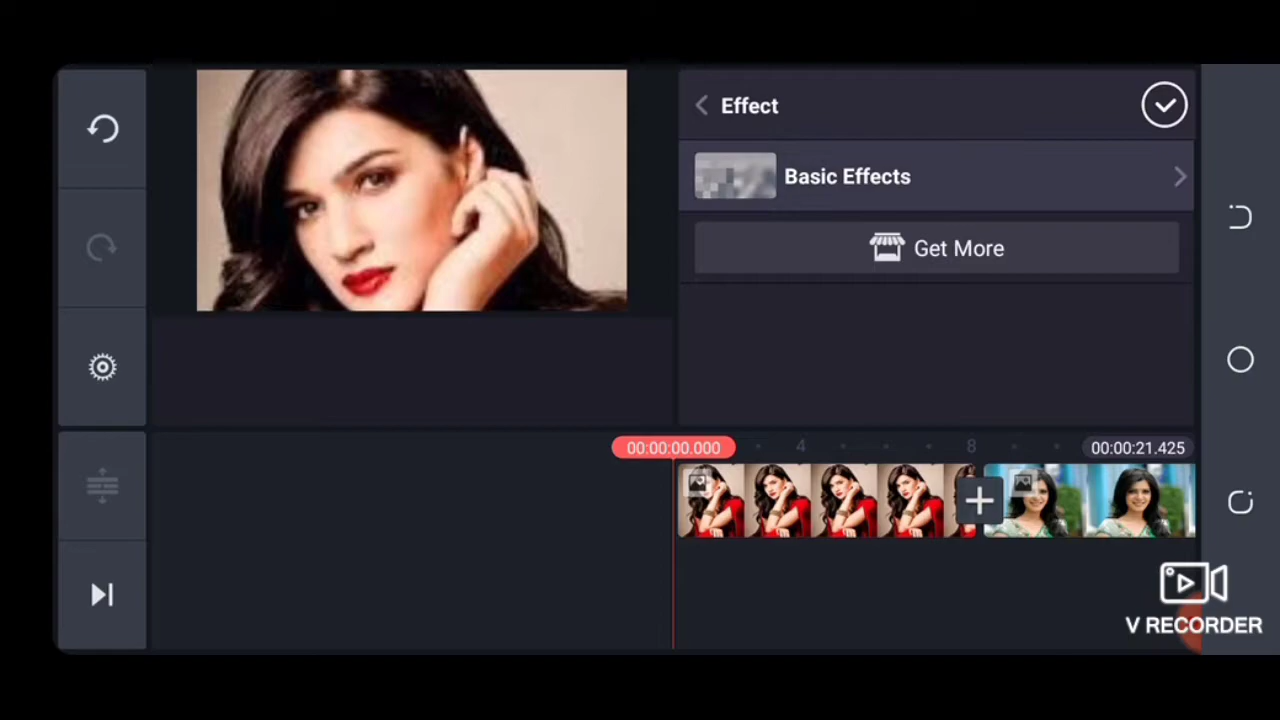 Effect
Basic Effects
Get More
00:00:00.000
4
8
00:00:21.425
V RECORDER